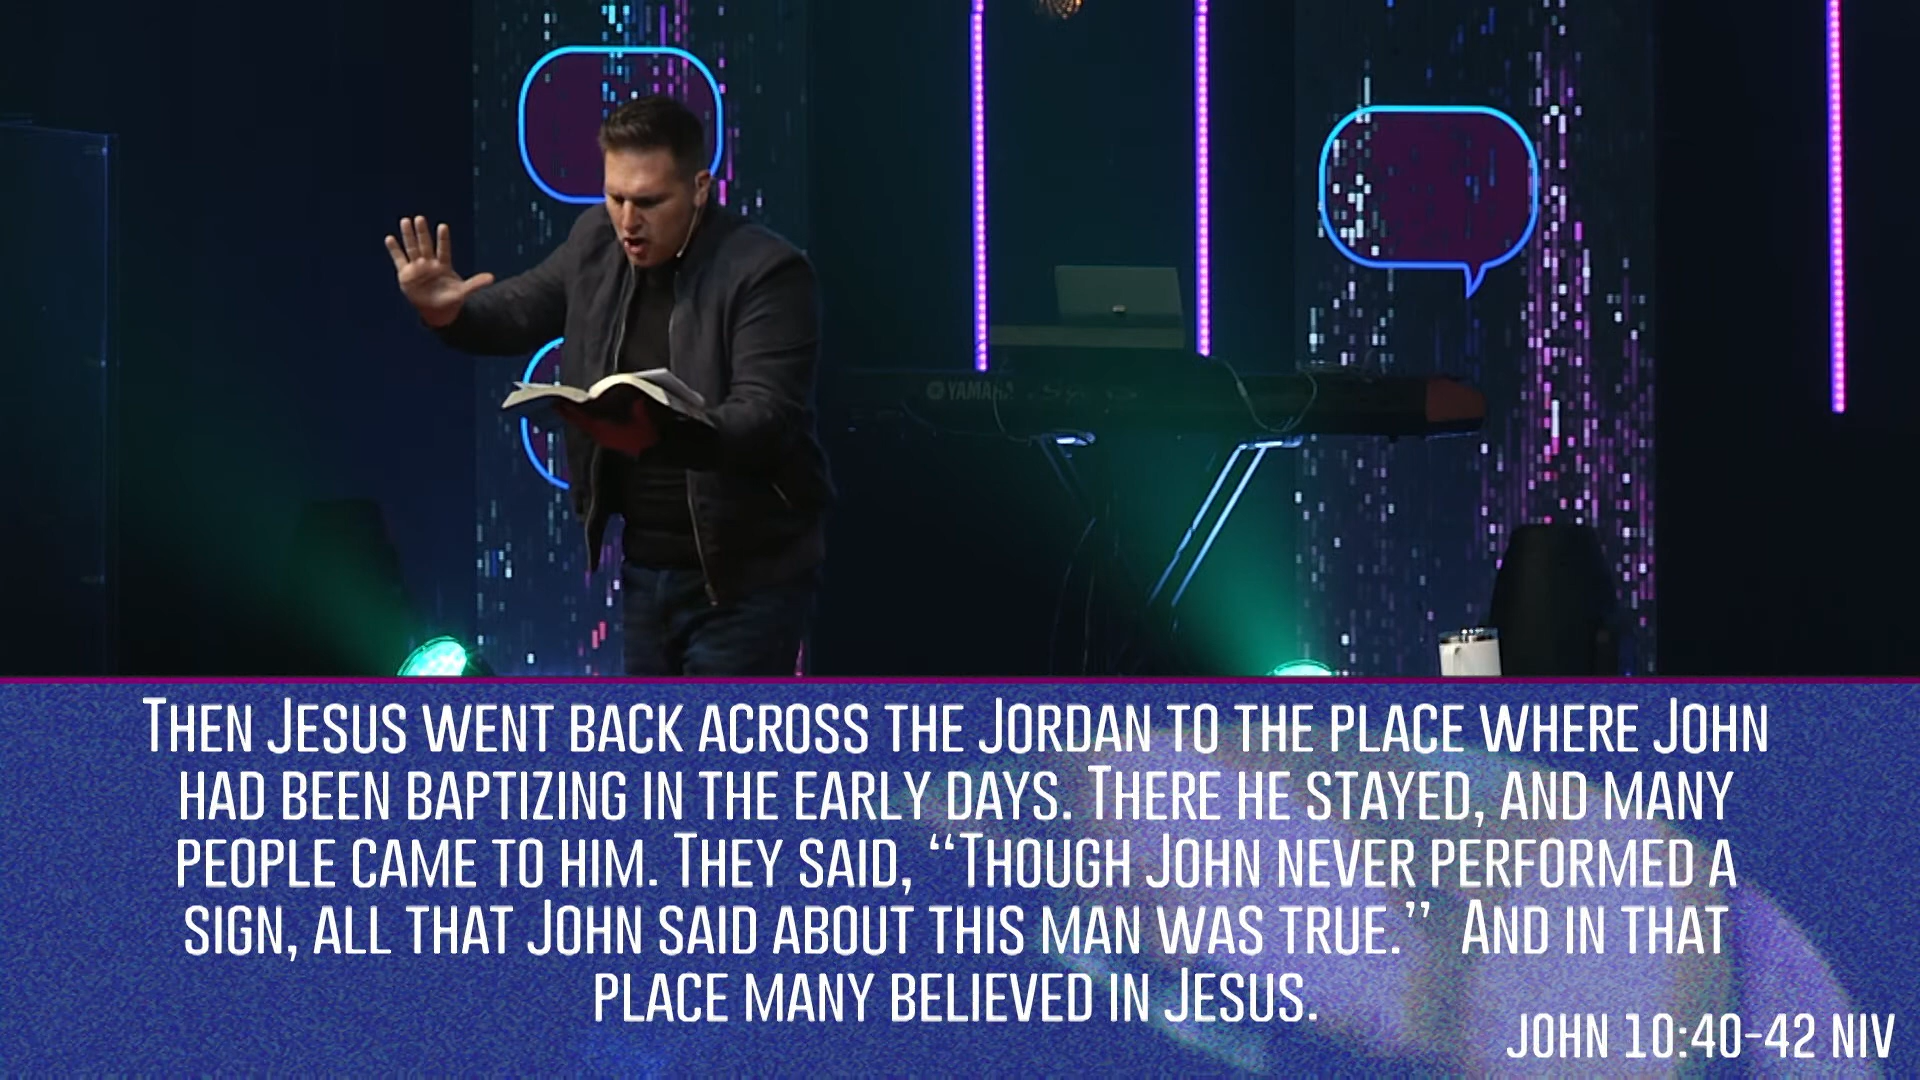 YAMAHA
Then Jesus went back across the Jordan to the place where John
had been baptizing in the early days. There he stayed, and many
people came to him. They said, “Though John never performed a
sign, all that John said about this man was true.”  And in that
place many believed in Jesus.
John 10:40-42 NIV